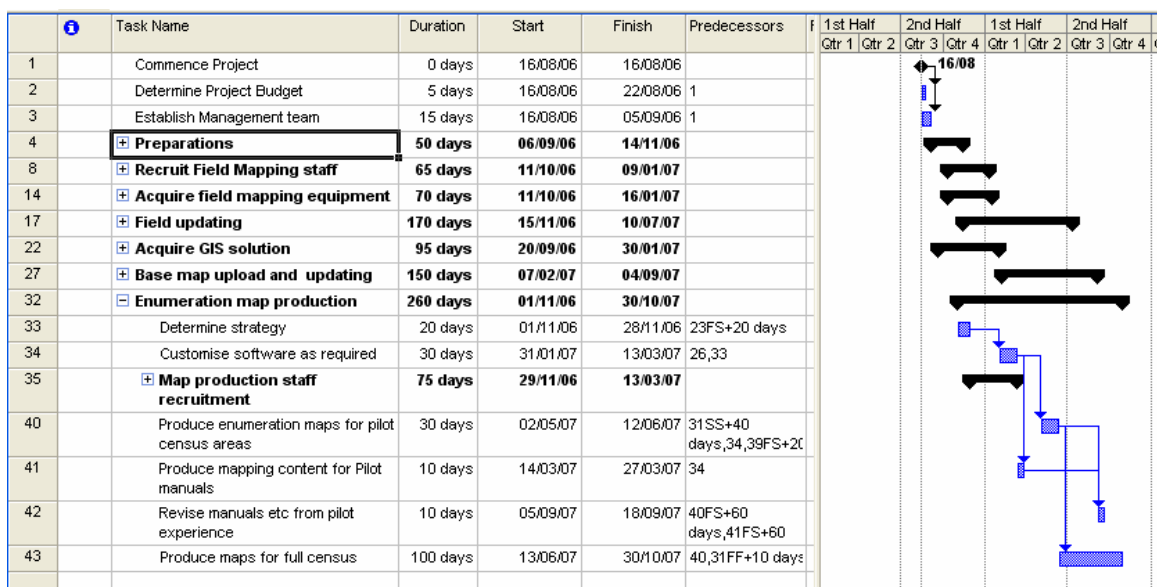 Task Name Duration Start Finish Predecessors 1st Half 2nd Half 1st Half 2nd Half
Qtr 1 Qtr 2 Qtr 3 Qtr 4 Qtr 1 Qtr 2 Qtr 3 Qtr 4
1 Commence Project 0 days 16/08/06 16/08/06 16/08
2 Determine Project Budget 5 days 16/08/06 22/08/06 1
3 Establish Management team 15 days 16/08/06 05/09/06 1
4 Preparations 50 days 06/09/06 14/11/06
8 Recruit Field Mapping staff 65 days 11/10/06 09/01/07
14 Acquire field mapping equipment 70 days 11/10/06 16/01/07
17 Field updating 170 days 15/11/06 10/07/07
22 Acquire GIS solution 95 days 20/09/06 30/01/07
27 Base map upload and updating 150 days 07/02/07 04/09/07
32 Enumeration map production 260 days 01/11/06 30/10/07
33 Determine strategy 20 days 01/11/06 28/11/06 23FS+20 days
34 Customise software as required 30 days 31/01/07 13/03/07 26,33
35 Map production staff 75 days 29/11/06 13/03/07
recruitment
40 Produce enumeration maps for pilot 30 days 02/05/07 12/06/07 31SS+40
census areas days,34,39FS+20
41 Produce mapping content for Pilot 10 days 14/03/07 27/03/07 34
manuals
42 Revise manuals etc from pilot 10 days 05/09/07 18/09/07 40FS+60
experience days,41FS+60
43 Produce maps for full census 100 days 13/06/07 30/10/07 40,31FF+10 days